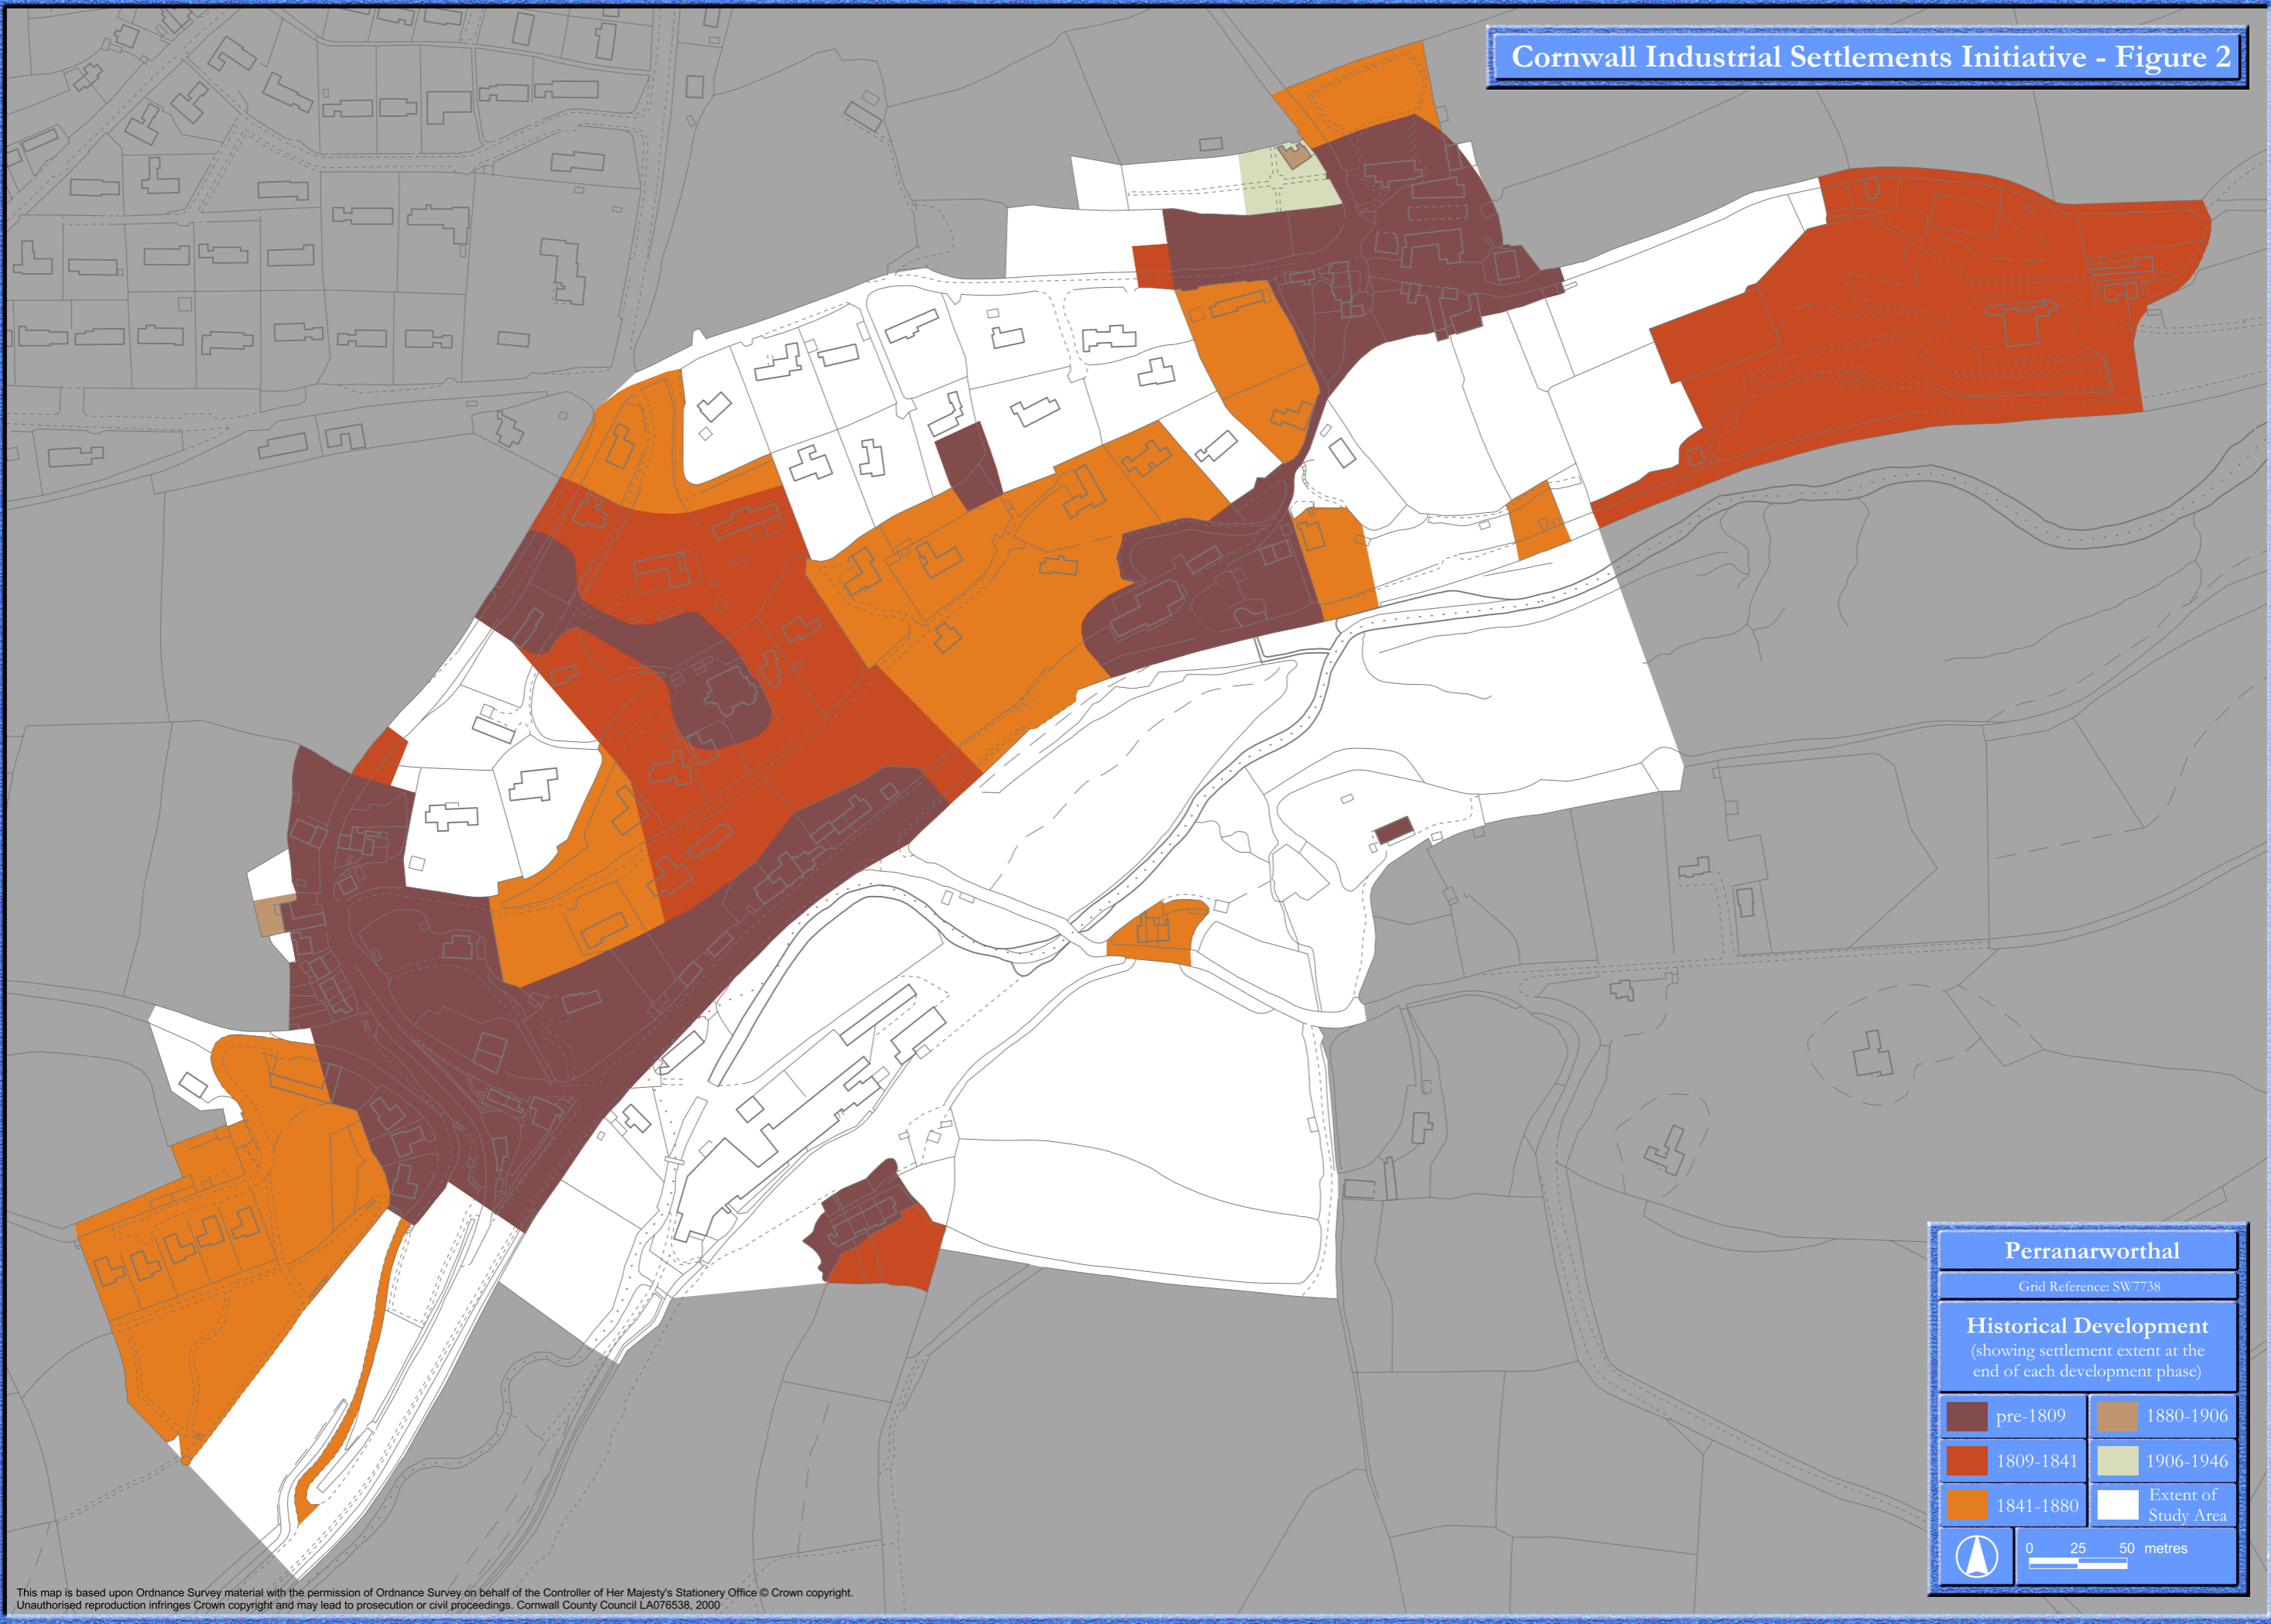 Cornwall Industrial Settlements Initiative - Figure 2
Perranarworthal
Grid Reference: SW7738
Historical Development
(showing settlement extent at the
end of each development phase)
pre-1809
1880-1906
1809-1841
1906-1946
1841-1880
Extent of
Study Area
0 25 50 metres
This map is based upon Ordnance Survey material with the permission of Ordnance Survey on behalf of the Controller of Her Majesty's Stationery Office © Crown copyright.
Unauthorised reproduction infringes Crown copyright and may lead to prosecution or civil proceedings. Cornwall County Council LA076538, 2000